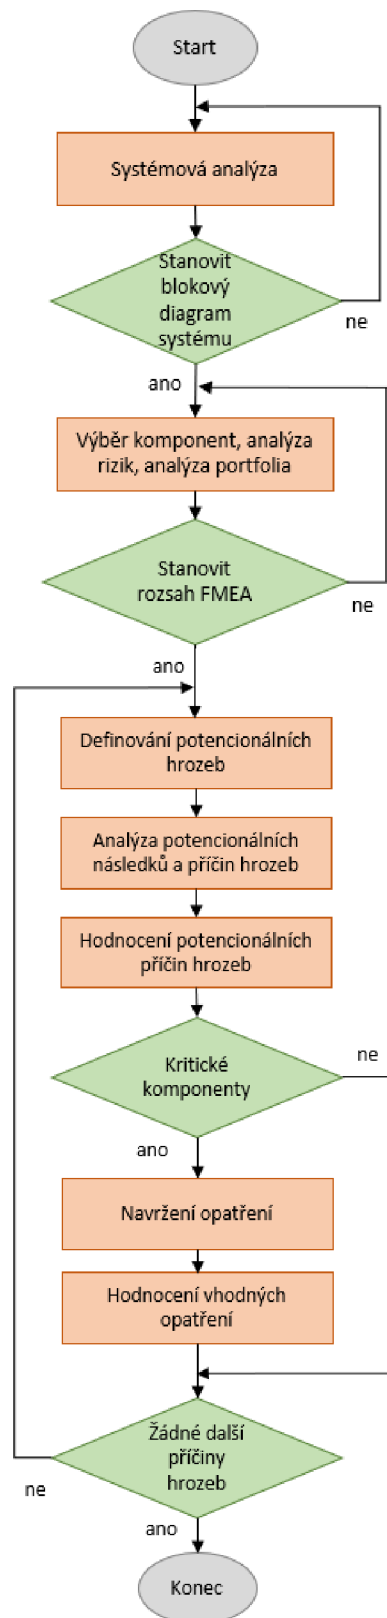 Start
Systémová analýza
Stanovit
blokový
diagram
systému
ne
ano
Výběr komponent, analýza
rizik, analýza portfolia
Stanovit
rozsah FMEA
ne
ano
Definování potencionálních
hrozeb
Analýza potencionálních
následků a příčin hrozeb
Hodnocení potencionálních
příčin hrozeb
ne
Kritické
komponenty
ano
Navržení opatření
Hodnocení vhodných
opatření
Žádné další
příčiny
hrozeb
ne
ano
Konec